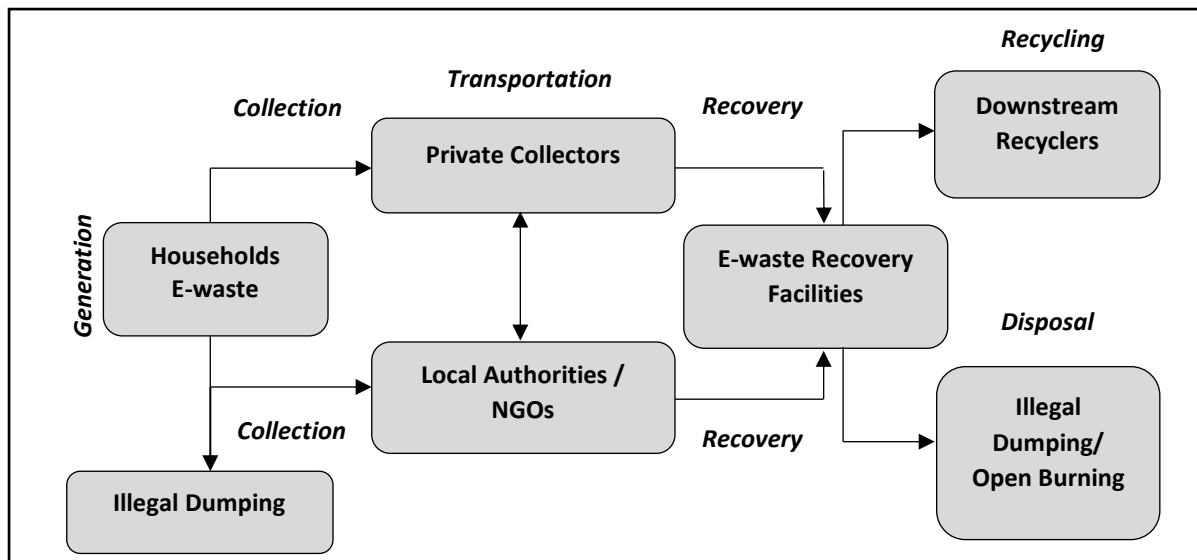 Recycling
Transportation
Collection
Recovery
Downstream
Recyclers
Private Collectors
Generation
Households
E-waste
E-waste Recovery
Facilities
Disposal
Local Authorities /
NGOs
Collection
Recovery
Illegal
Dumping/
Open Burning
Illegal Dumping